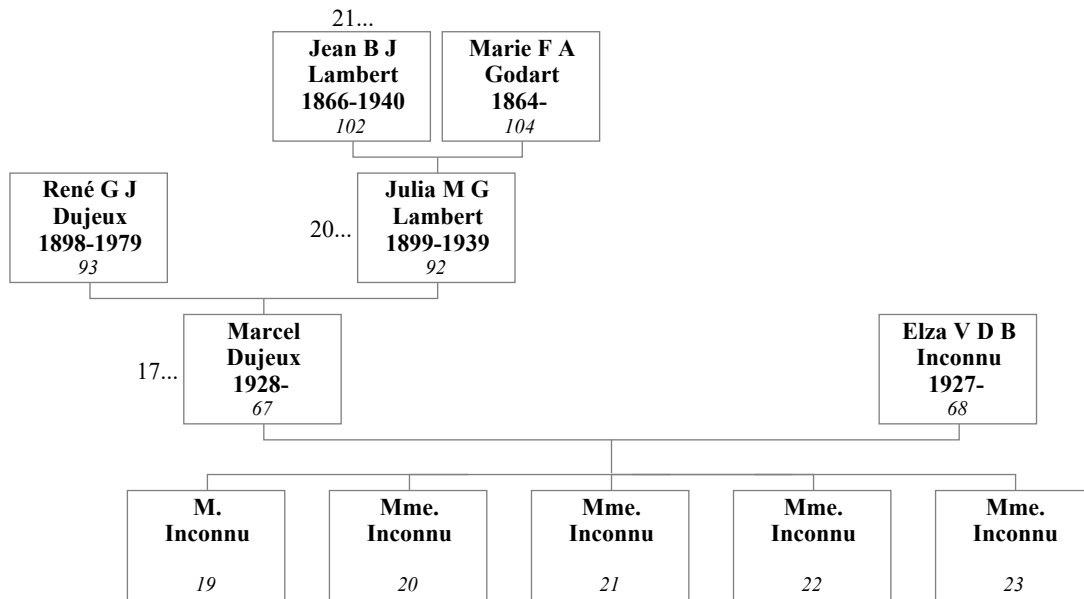 21...
Jean B J
Lambert
1866-1940
102
Marie F A
Godart
1864-
104
René G J
Dujeux
1898-1979
93
20...
Julia M G
Lambert
1899-1939
92
17...
Marcel
Dujeux
1928-
67
Elza V D B
Inconnu
1927-
68
M.
Inconnu
19
Mme.
Inconnu
20
Mme.
Inconnu
21
Mme.
Inconnu
22
Mme.
Inconnu
23